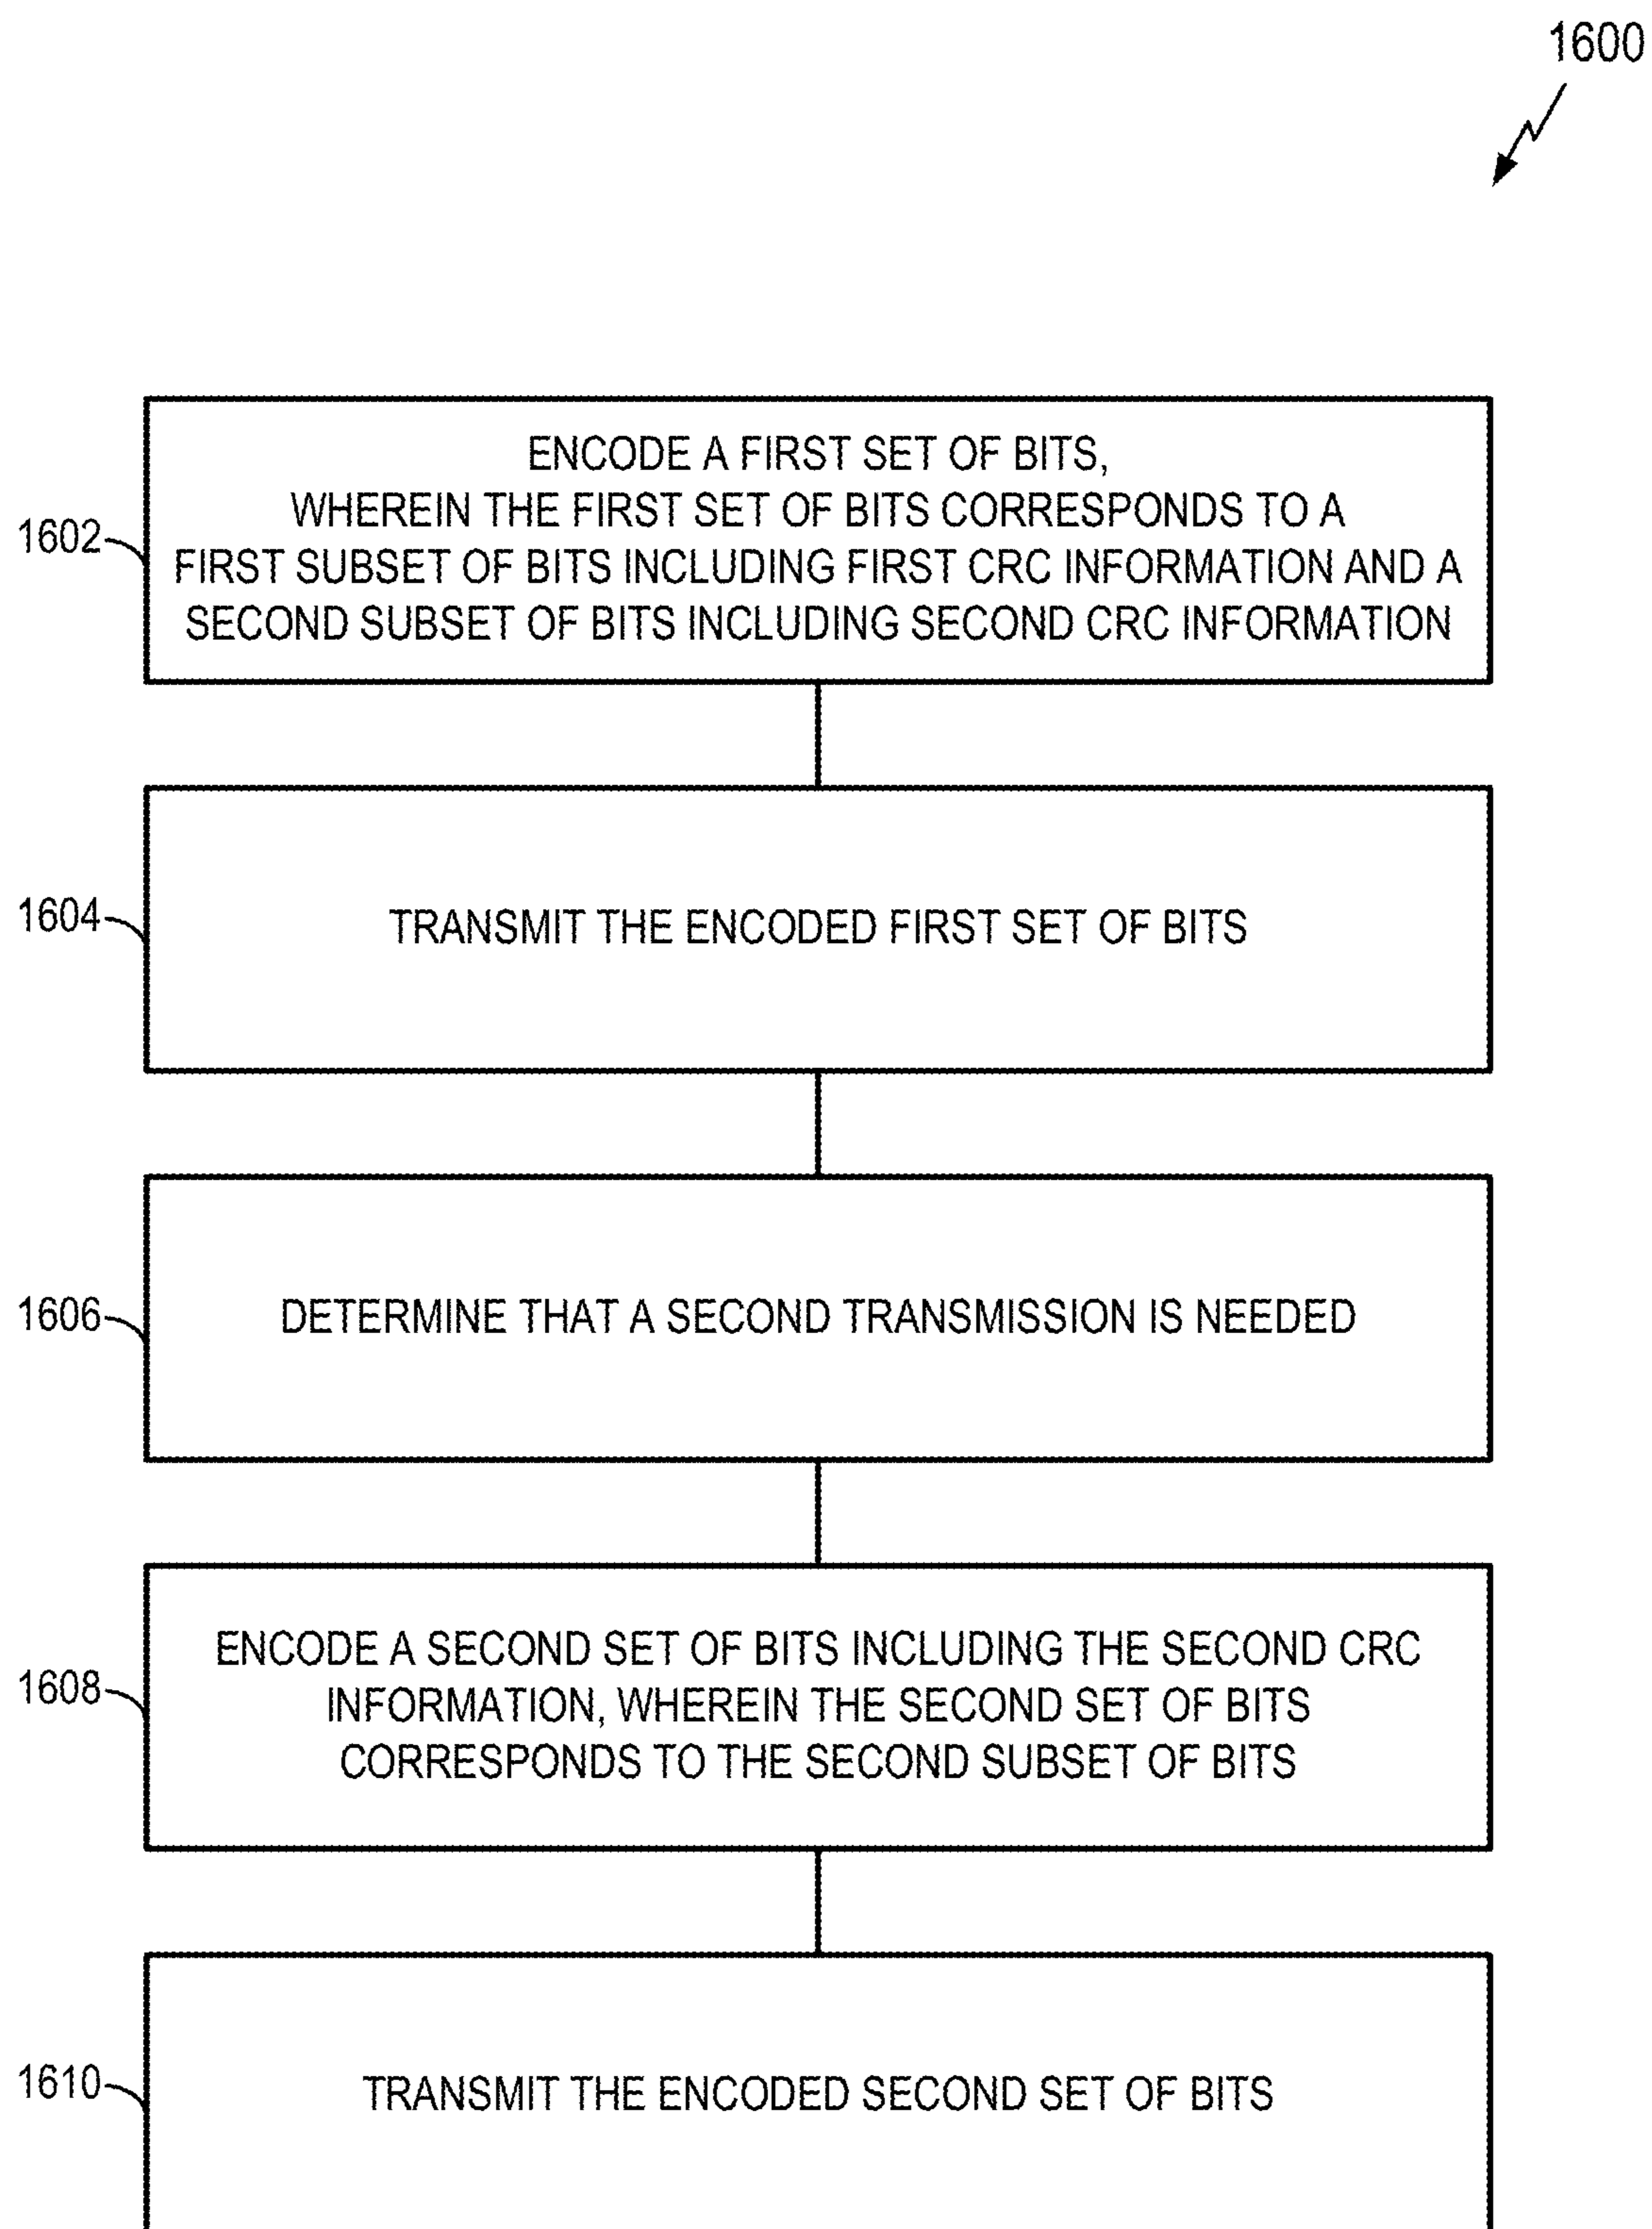 1600
1602
ENCODE A FIRST SET OF BITS,
WHEREIN THE FIRST SET OF BITS CORRESPONDS TO A
FIRST SUBSET OF BITS INCLUDING FIRST CRC INFORMATION AND A
SECOND SUBSET OF BITS INCLUDING SECOND CRC INFORMATION
1604
TRANSMIT THE ENCODED FIRST SET OF BITS
1606
DETERMINE THAT A SECOND TRANSMISSION IS NEEDED
1608
ENCODE A SECOND SET OF BITS INCLUDING THE SECOND CRC
INFORMATION, WHEREIN THE SECOND SET OF BITS
CORRESPONDS TO THE SECOND SUBSET OF BITS
1610
TRANSMIT THE ENCODED SECOND SET OF BITS